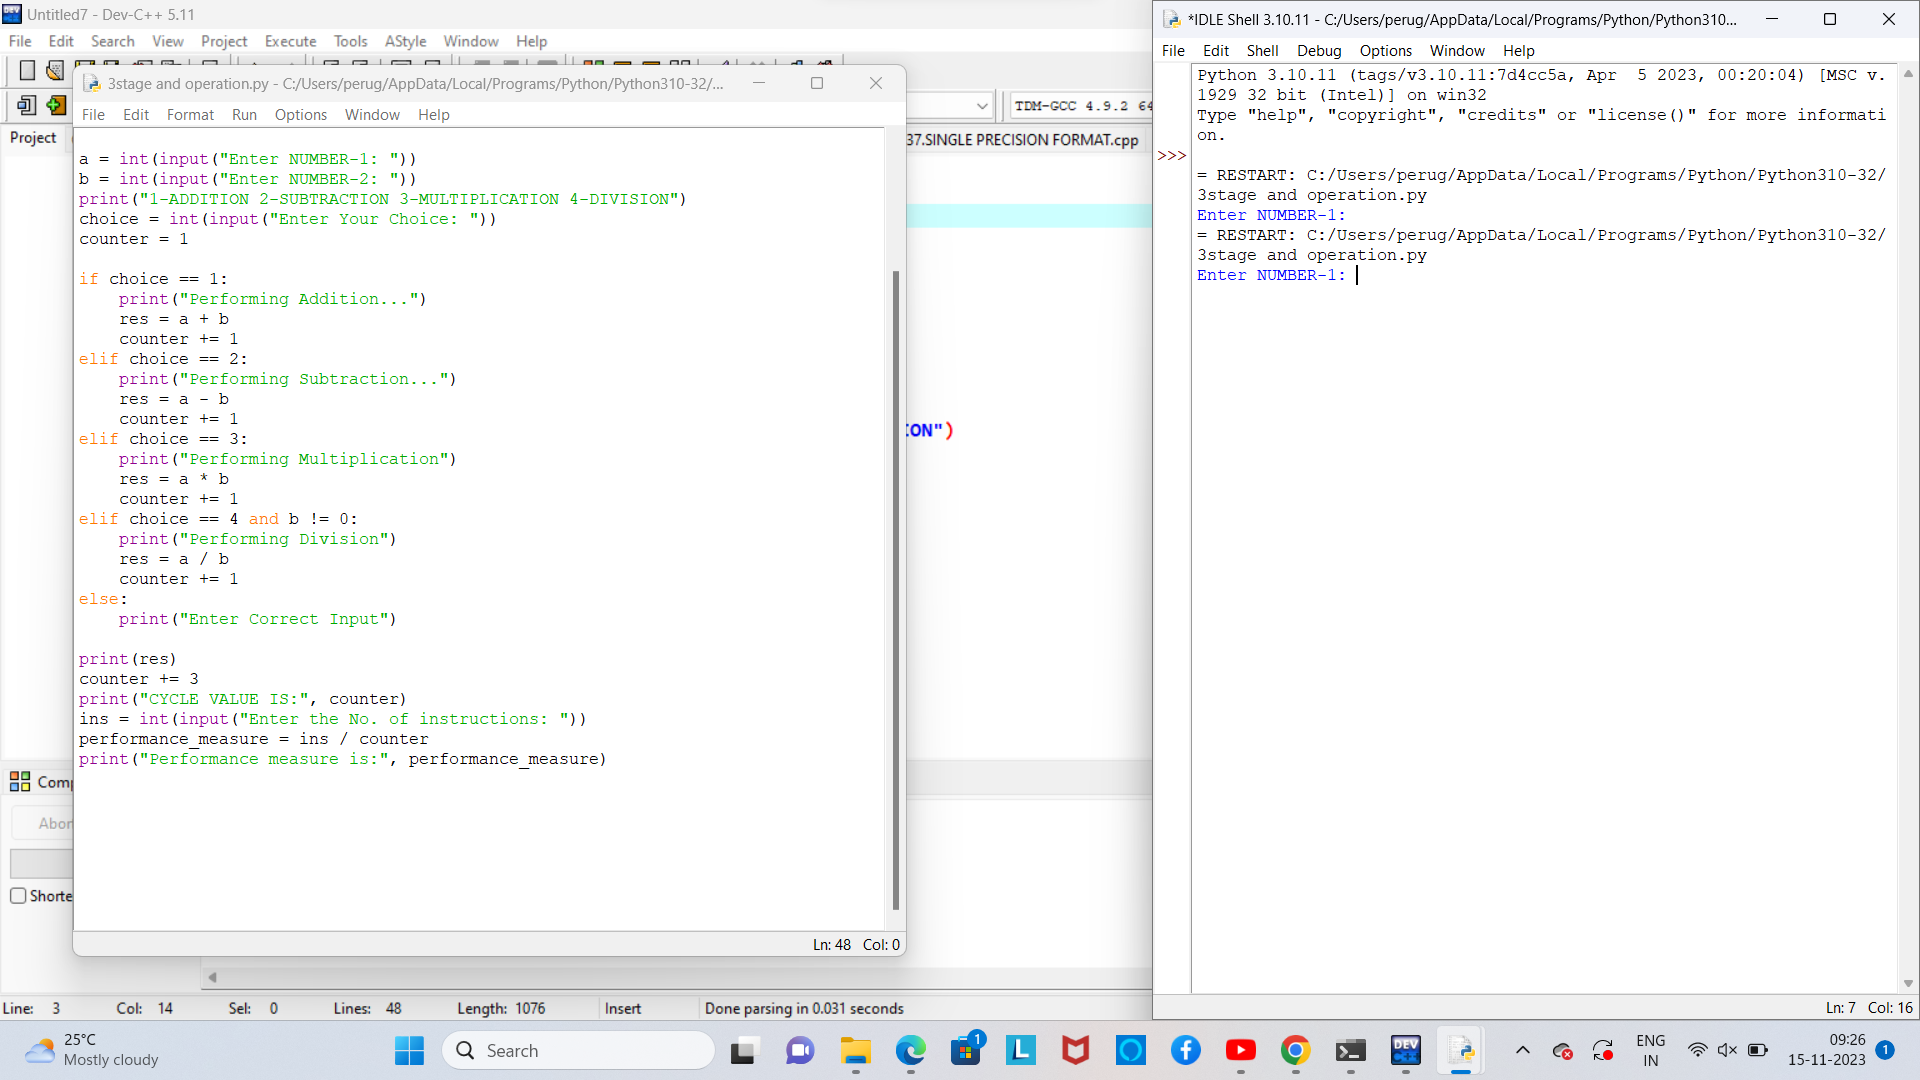 Untitled7 - Dev-C++ 5.11
File Edit Search View Project Execute Tools AStyle Window Help
TDM-GCC 4.9.2 64
Project
37.SINGLE PRECISION FORMAT.cpp
ION")
Comp
Abor
Shorte
Line: 3 Col: 14 Sel: 0 Lines: 48 Length: 1076 Insert Done parsing in 0.031 seconds
3stage and operation.py - C:/Users/perug/AppData/Local/Programs/Python/Python310-32/...
File Edit Format Run Options Window Help
a = int(input("Enter NUMBER-1: "))
b = int(input("Enter NUMBER-2: "))
print("1-ADDITION 2-SUBTRACTION 3-MULTIPLICATION 4-DIVISION")
choice = int(input("Enter Your Choice: "))
counter = 1
if choice == 1:
    print("Performing Addition...")
    res = a + b
    counter += 1
elif choice == 2:
    print("Performing Subtraction...")
    res = a - b
    counter += 1
elif choice == 3:
    print("Performing Multiplication")
    res = a * b
    counter += 1
elif choice == 4 and b != 0:
    print("Performing Division")
    res = a / b
    counter += 1
else:
    print("Enter Correct Input")
print(res)
counter += 3
print("CYCLE VALUE IS:", counter)
ins = int(input("Enter the No. of instructions: "))
performance_measure = ins / counter
print("Performance measure is:", performance_measure)
Ln: 48 Col: 0
*IDLE Shell 3.10.11 - C:/Users/perug/AppData/Local/Programs/Python/Python310...
File Edit Shell Debug Options Window Help
Python 3.10.11 (tags/v3.10.11:7d4cc5a, Apr  5 2023, 00:20:04) [MSC v.
1929 32 bit (Intel)] on win32
Type "help", "copyright", "credits" or "license()" for more informati
on.
>>>
= RESTART: C:/Users/perug/AppData/Local/Programs/Python/Python310-32/
3stage and operation.py
Enter NUMBER-1:
= RESTART: C:/Users/perug/AppData/Local/Programs/Python/Python310-32/
3stage and operation.py
Enter NUMBER-1:
Ln: 7 Col: 16
25°C
Mostly cloudy
Search
1
L
DEV
ENG
IN
09:26
15-11-2023
1